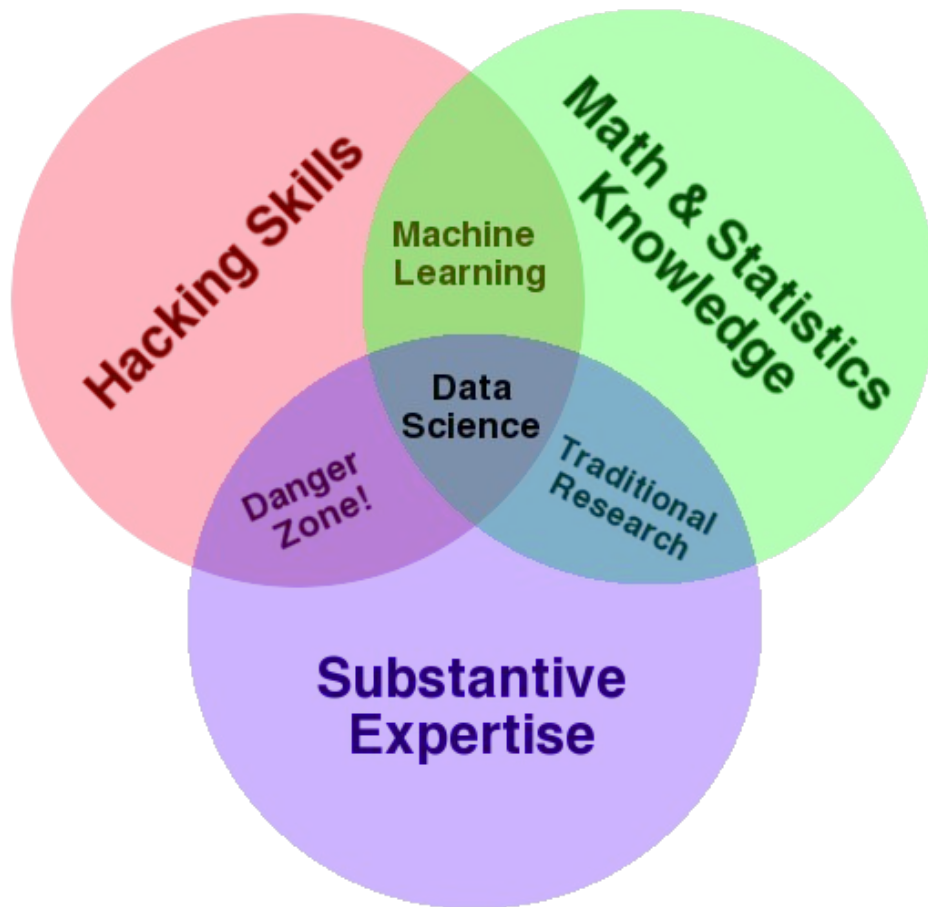 Hacking Skills
Math & Statistics
Knowledge
Machine
Learning
Data
Science
Danger
Zone!
Traditional
Research
Substantive
Expertise